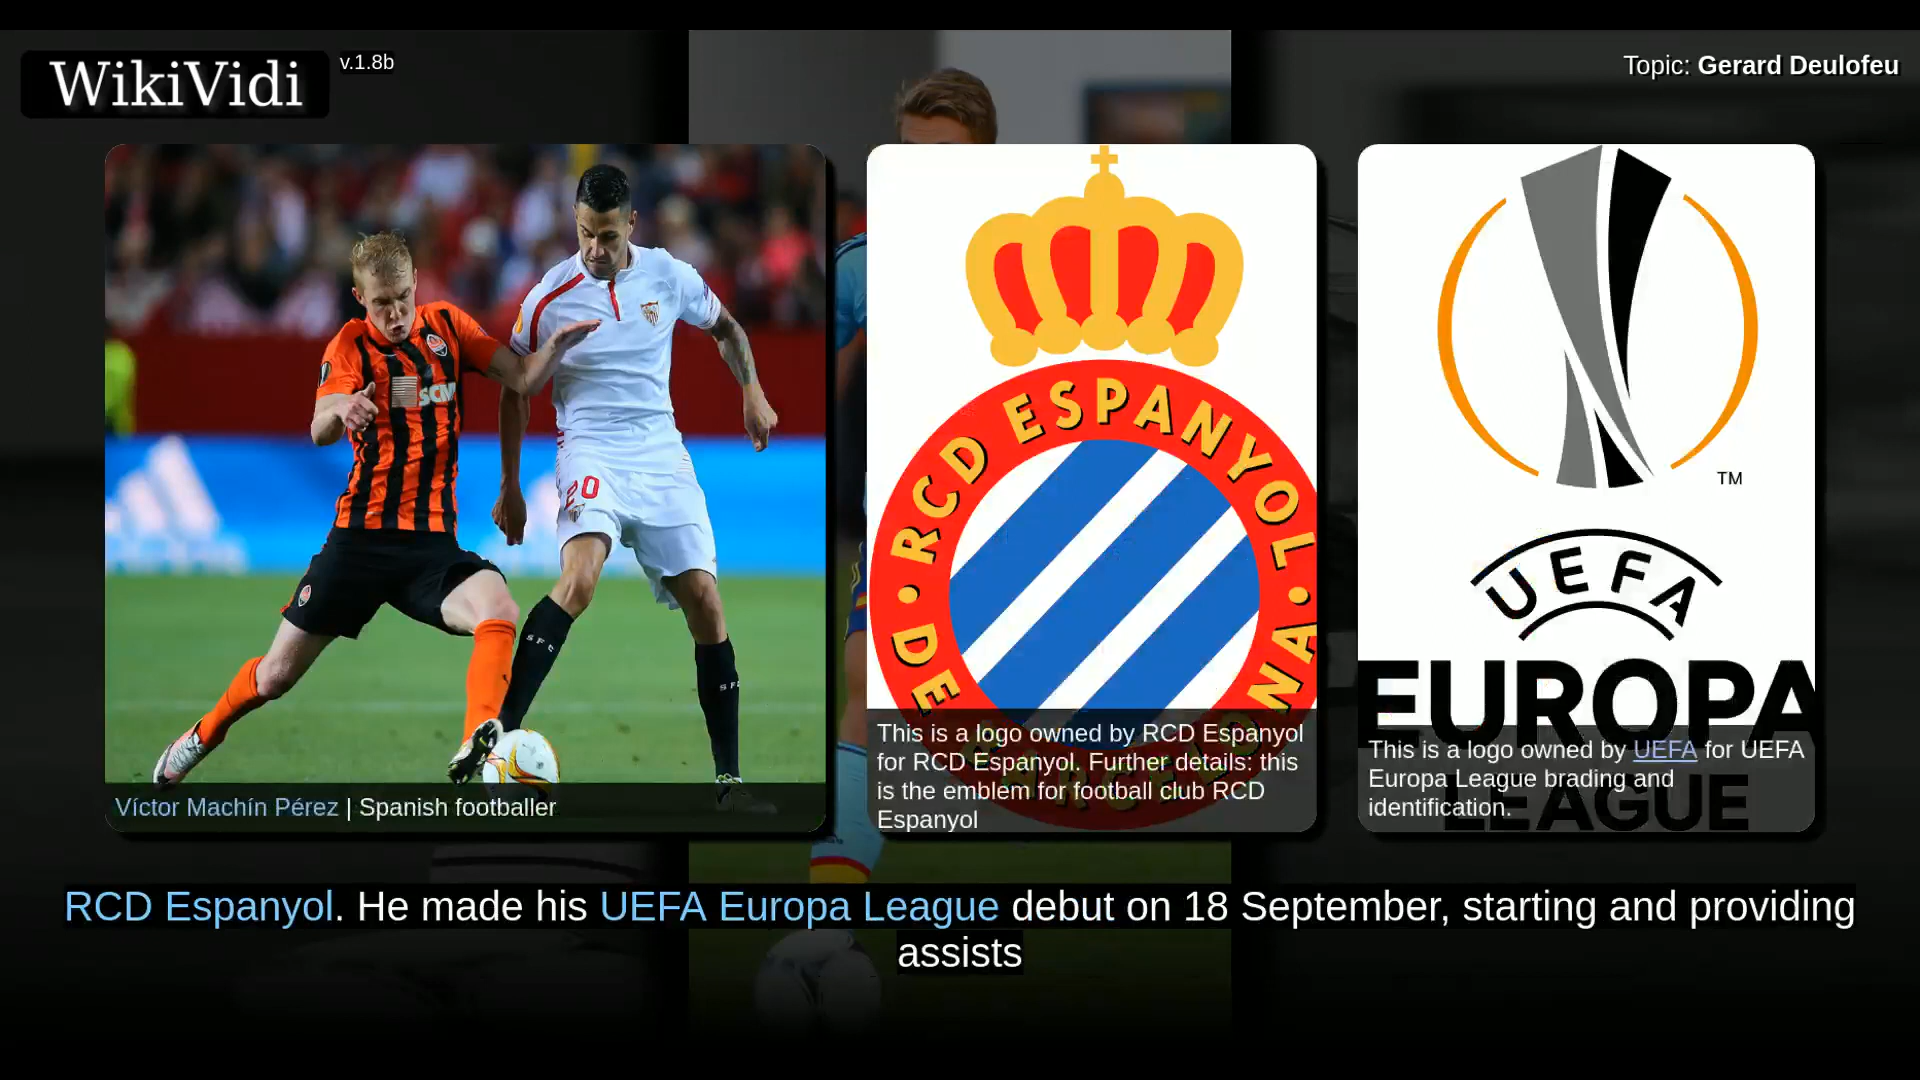 WikiVidi
v.1.8b
Topic: Gerard Deulofeu
SCM
20
SFC
Víctor Machín Pérez | Spanish footballer
RCD ESPANYOL
DE BARCELONA
This is a logo owned by RCD Espanyol
for RCD Espanyol. Further details: this
is the emblem for football club RCD
Espanyol
TM
UEFA
EUROPA
LEAGUE
This is a logo owned by UEFA for UEFA
Europa League brading and
identification.
RCD Espanyol. He made his UEFA Europa League debut on 18 September, starting and providing
assists